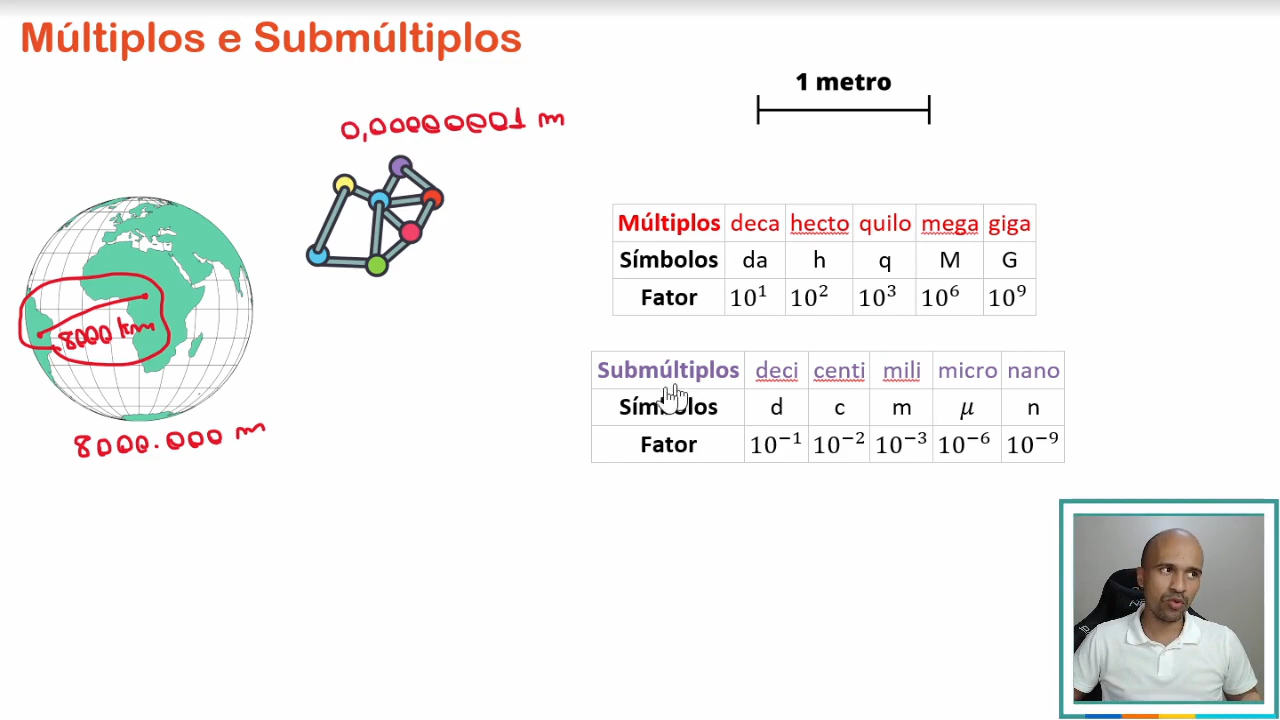 Múltiplos e Submúltiplos
1 metro
0,000000001 m
8000 km
8000.000 m
Múltiplos deca hecto quilo mega giga
Símbolos da h q M G
Fator 10¹ 10² 10³ 10⁶ 10⁹
Submúltiplos deci centi mili micro nano
Símbolos d c m μ n
Fator 10⁻¹ 10⁻² 10⁻³ 10⁻⁶ 10⁻⁹